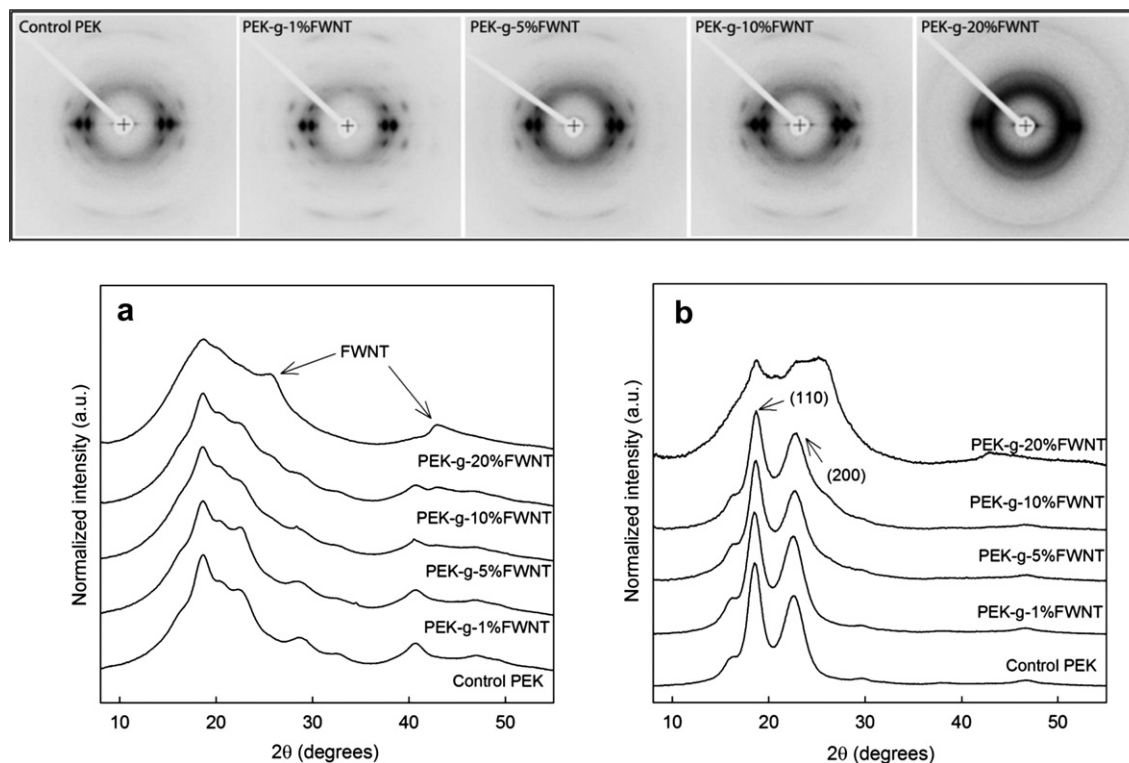 Control PEK
PEK-g-1%FWNT
PEK-g-5%FWNT
PEK-g-10%FWNT
PEK-g-20%FWNT
a
FWNT
PEK-g-20%FWNT
PEK-g-10%FWNT
PEK-g-5%FWNT
PEK-g-1%FWNT
Control PEK
Normalized intensity (a.u.)
10 20 30 40 50
2θ (degrees)
b
(110)
(200)
PEK-g-20%FWNT
PEK-g-10%FWNT
PEK-g-5%FWNT
PEK-g-1%FWNT
Control PEK
Normalized intensity (a.u.)
10 20 30 40 50
2θ (degrees)